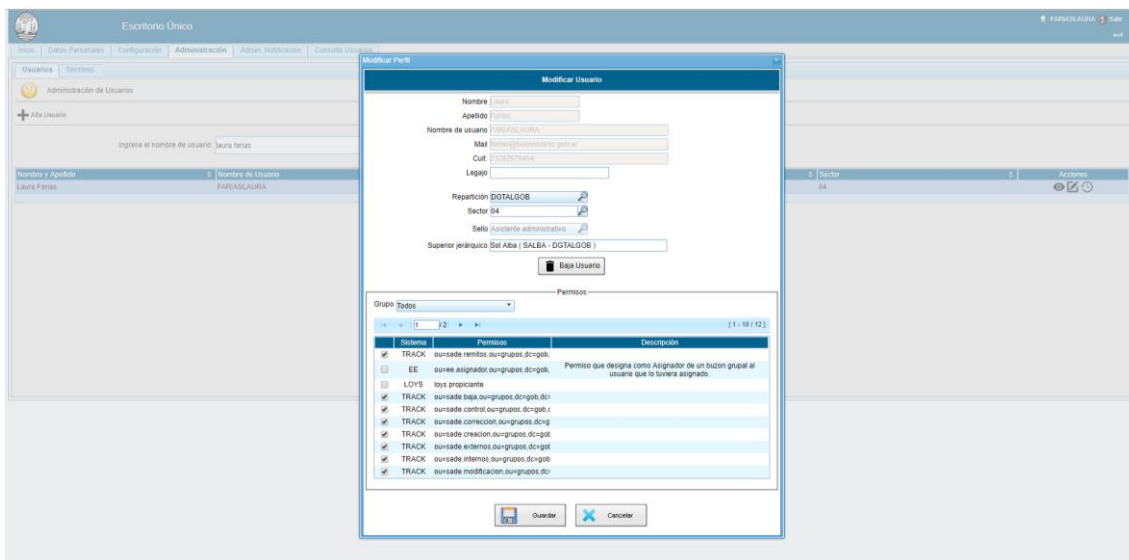 Escritorio Único
FARIASLAURA Salir
Inicio Datos Personales Configuración Administración Admin. Notificación Consulta Usuarios
Usuarios Sectores
Administración de Usuarios
Alta Usuario
Ingrese el nombre de usuario: laura farias
Nombre y Apellido Nombre de Usuario Sector Acciones
Laura Farias FARIASLAURA 04
Modificar Perfil
Modificar Usuario
Nombre Laura
Apellido Farias
Nombre de usuario FARIASLAURA
Mail
Cuit:
Legajo
Repartición DGTALGOB
Sector 04
Sello Asistente administrativo
Superior jerárquico Sol Alba ( SALBA - DGTALGOB )
Baja Usuario
Permisos
Grupo Todos
1 /2 [ 1 - 10 / 12 ]
Sistema Permisos Descripción
TRACK ou=sade.remitos,ou=grupos,dc=gob,
EE ou=ee.asignador,ou=grupos,dc=gob, Permiso que designa como Asignador de un buzon grupal al
usuario que lo tuviera asignado.
LOYS loys.propiciante
TRACK ou=sade.baja,ou=grupos,dc=gob,dc=
TRACK ou=sade.control,ou=grupos,dc=gob,c
TRACK ou=sade.correccion,ou=grupos,dc=g
TRACK ou=sade.creacion,ou=grupos,dc=gob
TRACK ou=sade.externos,ou=grupos,dc=gob
TRACK ou=sade.internos,ou=grupos,dc=gob
TRACK ou=sade.modificacion,ou=grupos,dc=
Guardar Cancelar